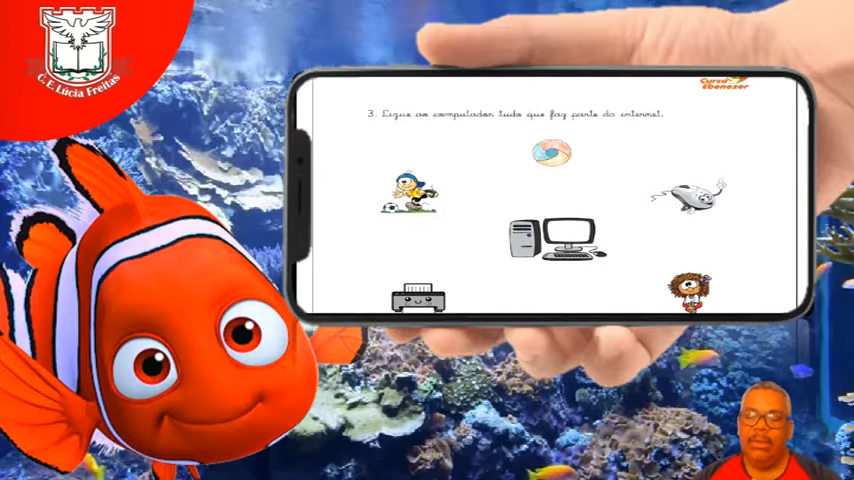 C. E. Lúcia Freitas
Curso
Ebenezer
3. Ligue ao computador tudo que faz parte da internet.